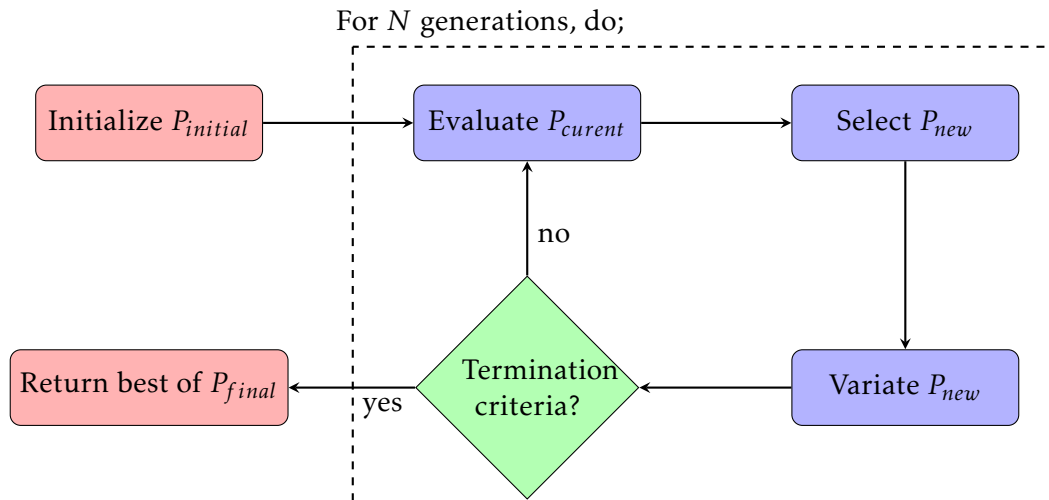 For N generations, do;
Initialize P_initial
Evaluate P_curent
Select P_new
no
Termination
criteria?
yes
Return best of P_final
Variate P_new